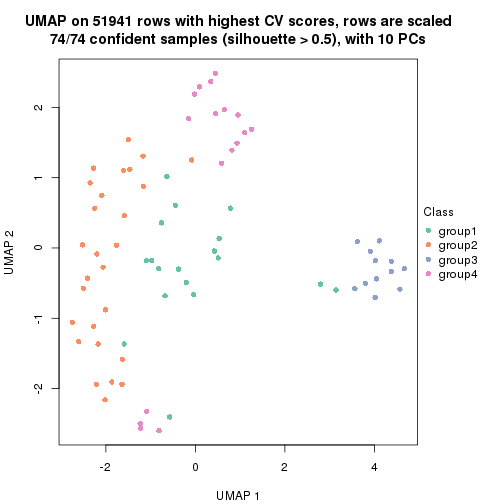 UMAP on 51941 rows with highest CV scores, rows are scaled
74/74 confident samples (silhouette > 0.5), with 10 PCs
2
1
0
-1
-2
UMAP 2
-2
0
2
4
UMAP 1
Class
group1
group2
group3
group4